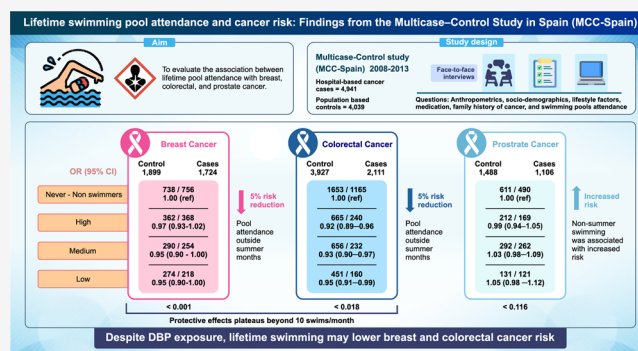 Lifetime swimming pool attendance and cancer risk: Findings from the Multicase–Control Study in Spain (MCC-Spain)
Aim
To evaluate the association between
lifetime pool attendance with breast,
colorectal, and prostate cancer.
Study design
Multicase-Control study
(MCC-Spain) 2008-2013
Hospital-based cancer
cases = 4,941
Population based
controls = 4,039
Face-to-face
interviews
Questions: Anthropometrics, socio-demographics, lifestyle factors,
medication, family history of cancer, and swimming pools attendance
OR (95% CI)
Never - Non swimmers
High
Medium
Low
Breast Cancer
Control Cases
1,899 1,724
738 / 756
1.00 (ref)
362 / 368
0.97 (0.93-1.02)
290 / 254
0.95 (0.90 - 1.00)
274 / 218
0.95 (0.90-1.00)
< 0.001
5% risk
reduction
Pool
attendance
outside
summer
months
Colorectal Cancer
Control Cases
3,927 2,111
1653 / 1165
1.00 (ref)
665 / 240
0.92 (0.89–0.96
656 / 232
0.93 (0.90–0.97)
451 / 160
0.95 (0.91–0.99)
< 0.018
5% risk
reduction
Pool
attendance
outside
summer
months
Prostrate Cancer
Control Cases
1,488 1,106
611 / 490
1.00 (ref)
212 / 169
0.99 (0.94–1.05)
292 / 262
1.03 (0.98–1.09)
131 / 121
1.05 (0.98 –1.12)
< 0.116
Increased
risk
Non-summer
swimming
was associated
with increased
risk
Protective effects plateaus beyond 10 swims/month
Despite DBP exposure, lifetime swimming may lower breast and colorectal cancer risk